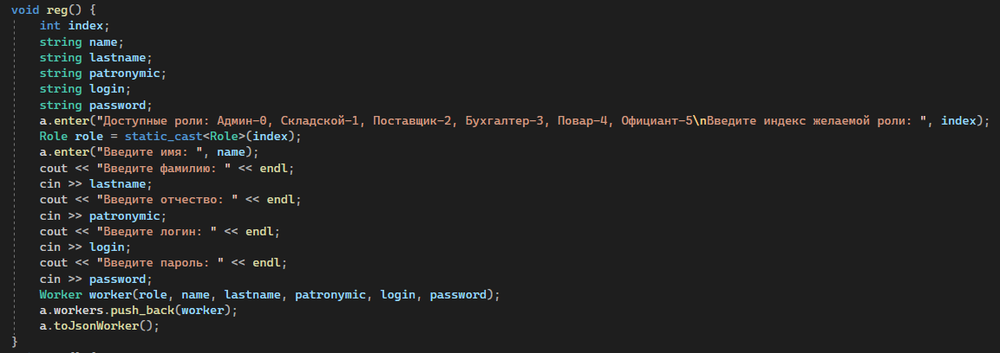 void reg() {
int index;
string name;
string lastname;
string patronymic;
string login;
string password;
a.enter("Доступные роли: Админ-0, Складской-1, Поставщик-2, Бухгалтер-3, Повар-4, Официант-5\nВведите индекс желаемой роли: ", index);
Role role = static_cast<Role>(index);
a.enter("Введите имя: ", name);
cout << "Введите фамилию: " << endl;
cin >> lastname;
cout << "Введите отчество: " << endl;
cin >> patronymic;
cout << "Введите логин: " << endl;
cin >> login;
cout << "Введите пароль: " << endl;
cin >> password;
Worker worker(role, name, lastname, patronymic, login, password);
a.workers.push_back(worker);
a.toJsonWorker();
}